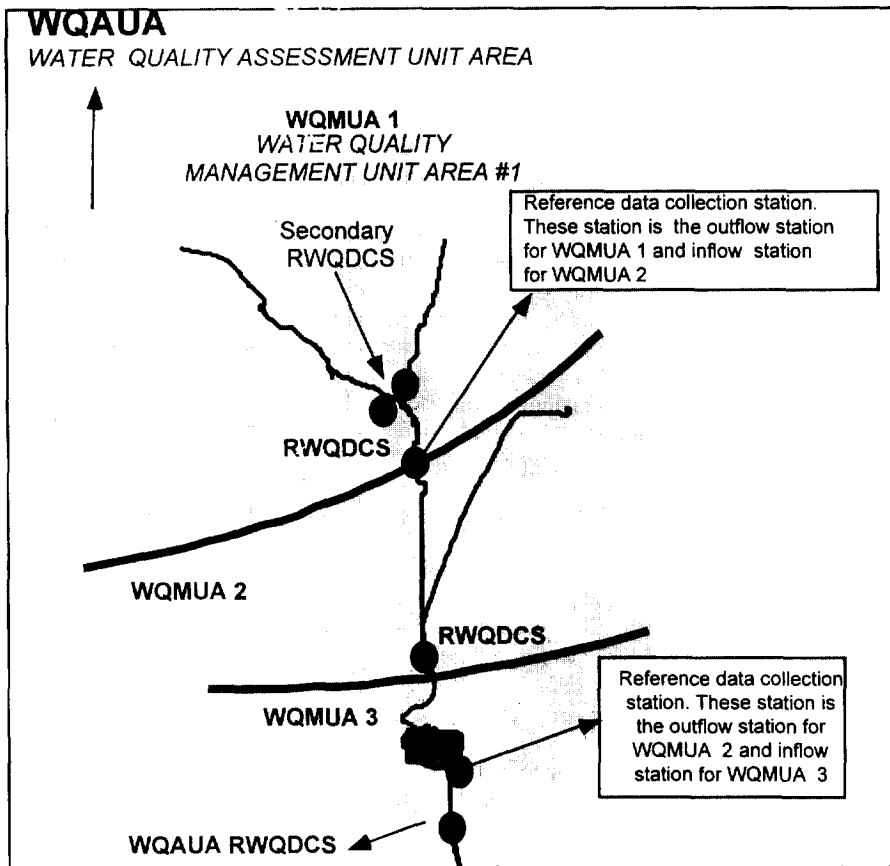 WQAUA
WATER QUALITY ASSESSMENT UNIT AREA
WQMUA 1
WATER QUALITY
MANAGEMENT UNIT AREA #1
Reference data collection station.
These station is the outflow station
for WQMUA 1 and inflow station
for WQMUA 2
Secondary
RWQDCS
RWQDCS
WQMUA 2
RWQDCS
WQMUA 3
Reference data collection
station. These station is
the outflow station for
WQMUA 2 and inflow
station for WQMUA 3
WQAUA RWQDCS